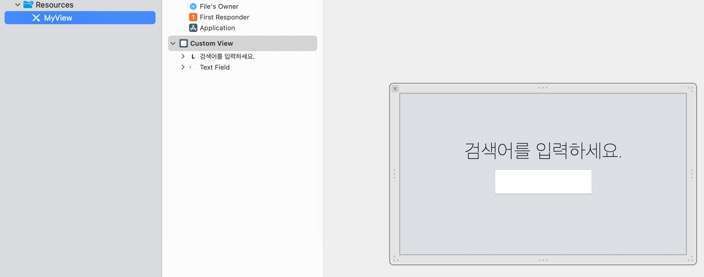 Resources
MyView
File's Owner
First Responder
Application
Custom View
검색어를 입력하세요.
Text Field
검색어를 입력하세요.